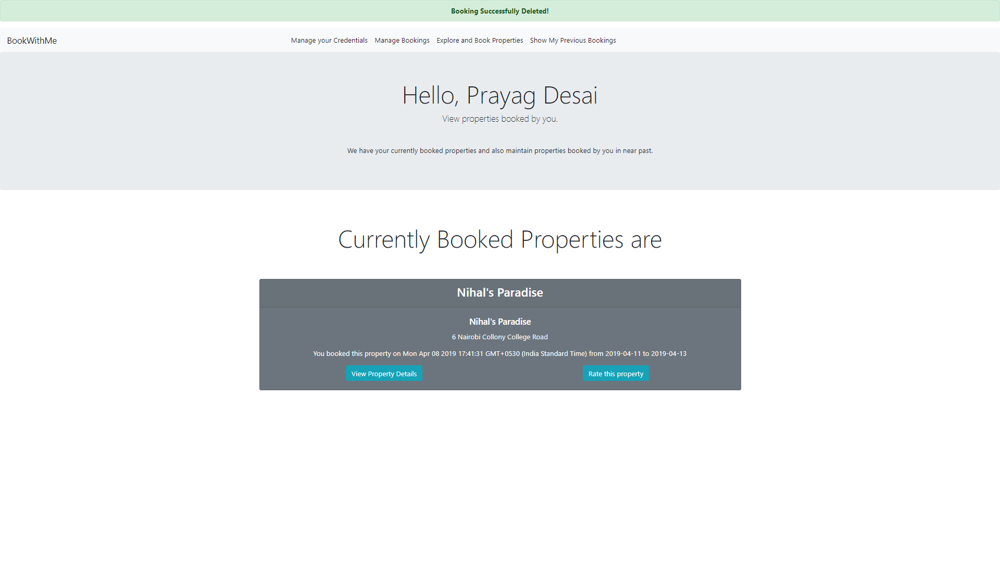 Booking Successfully Deleted!
BookWithMe
Manage your Credentials Manage Bookings Explore and Book Properties Show My Previous Bookings
Hello, Prayag Desai
View properties booked by you.
We have your currently booked properties and also maintain properties booked by you in near past.
Currently Booked Properties are
Nihal's Paradise
Nihal's Paradise
6 Nairobi Collony College Road
You booked this property on Mon Apr 08 2019 17:41:31 GMT+0530 (India Standard Time) from 2019-04-11 to 2019-04-13
View Property Details Rate this property